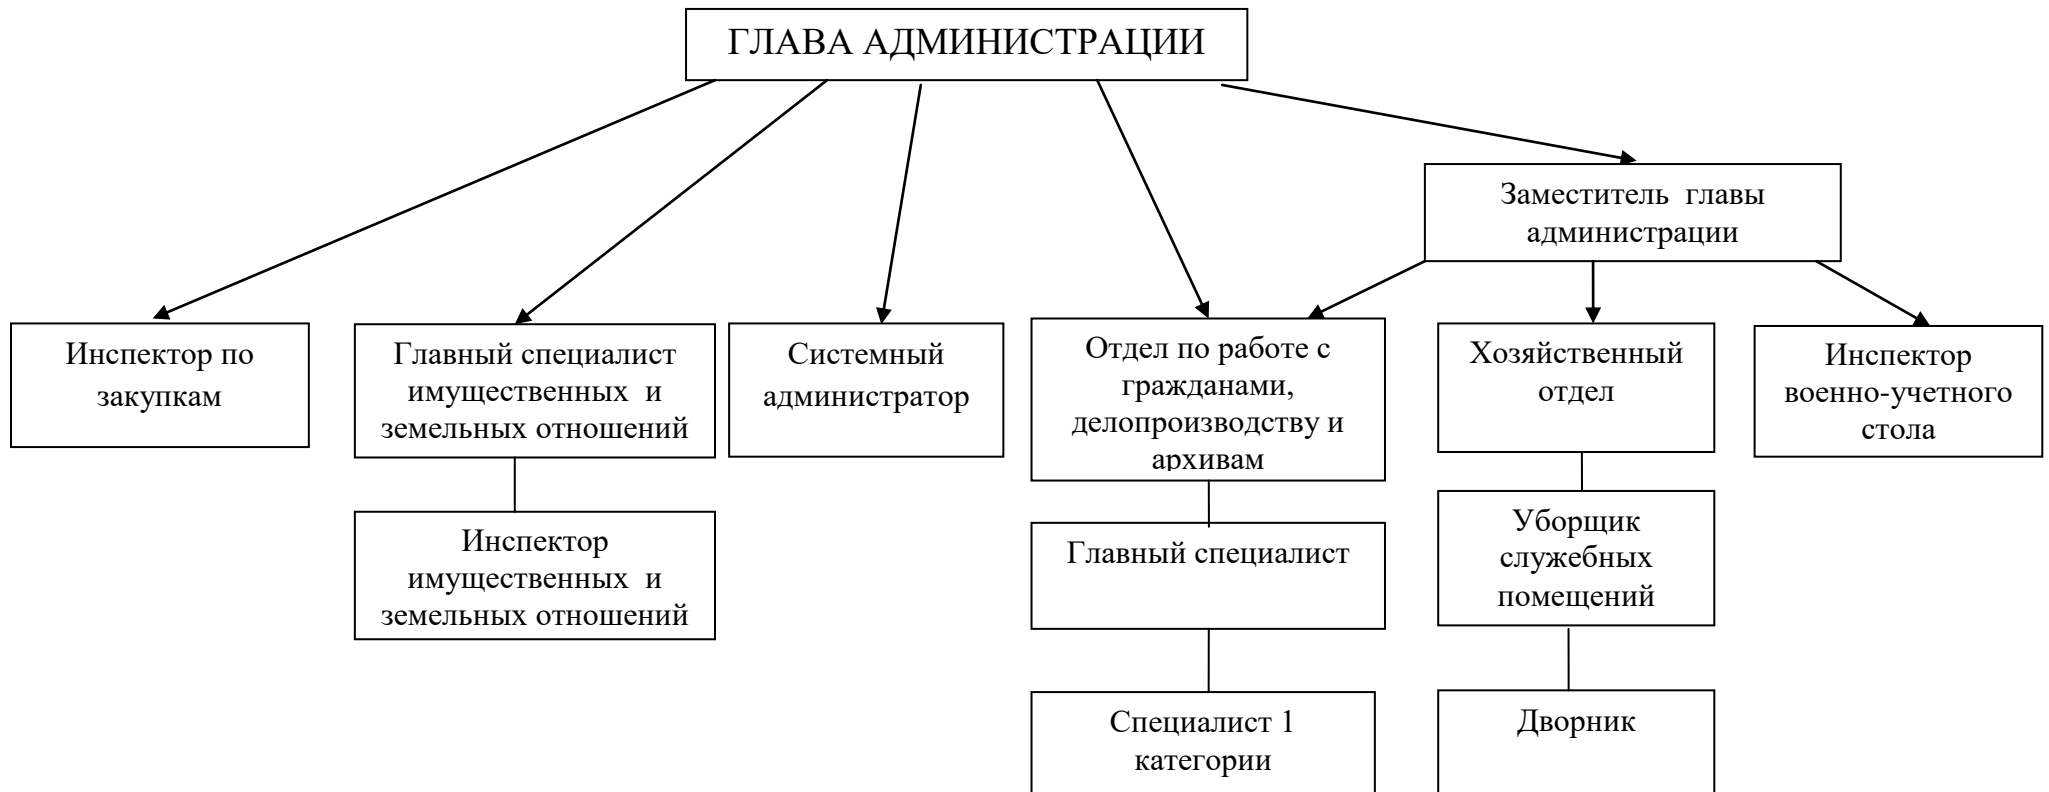 ГЛАВА АДМИНИСТРАЦИИ
Заместитель главы
администрации
Инспектор по
закупкам
Главный специалист
имущественных и
земельных отношений
Системный
администратор
Отдел по работе с
гражданами,
делопроизводству и
архивам
Хозяйственный
отдел
Инспектор
военно-учетного
стола
Инспектор
имущественных и
земельных отношений
Главный специалист
Уборщик
служебных
помещений
Специалист 1
категории
Дворник